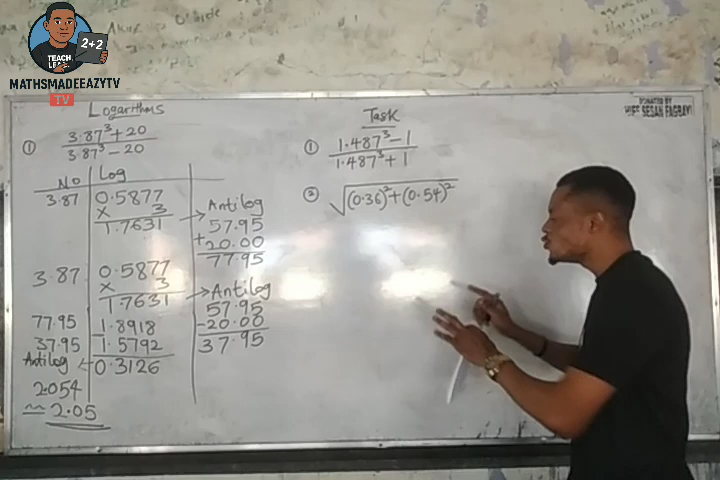 TEACH.
2+2
MATHSMADEEAZYTV
TV
DONATED BY
Logarithms
① 3.87³ + 20
3.87³ - 20
No Log
3.87 0.5877
× 3
1.7631 → Antilog
57.95
+ 20.00
77.95
3.87 0.5877
× 3
1.7631 → Antilog
57.95
- 20.00
37.95
77.95 1.8918
37.95 - 1.5792
Antilog ← 0.3126
2.054
≈ 2.05
Task
① 1.487³ - 1
1.487³ + 1
② √(0.36)² + (0.54)²